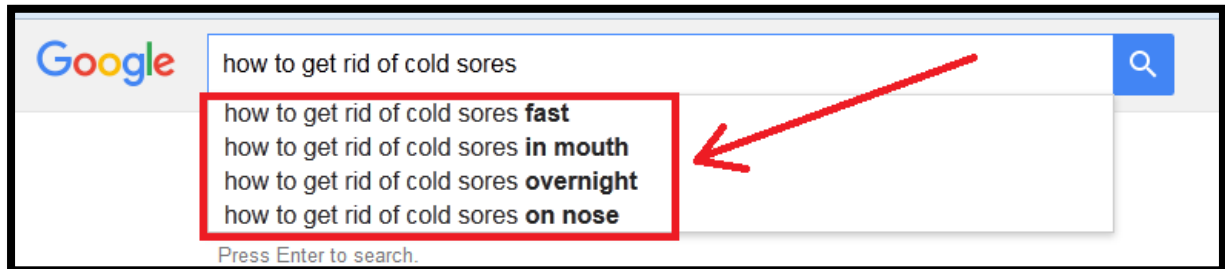 Google how to get rid of cold sores
how to get rid of cold sores fast
how to get rid of cold sores in mouth
how to get rid of cold sores overnight
how to get rid of cold sores on nose
Press Enter to search.